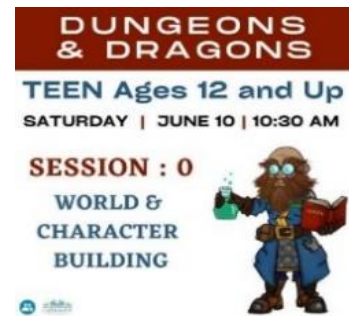 DUNGEONS
& DRAGONS
TEEN Ages 12 and Up
SATURDAY | JUNE 10 | 10:30 AM
SESSION : 0
WORLD &
CHARACTER
BUILDING